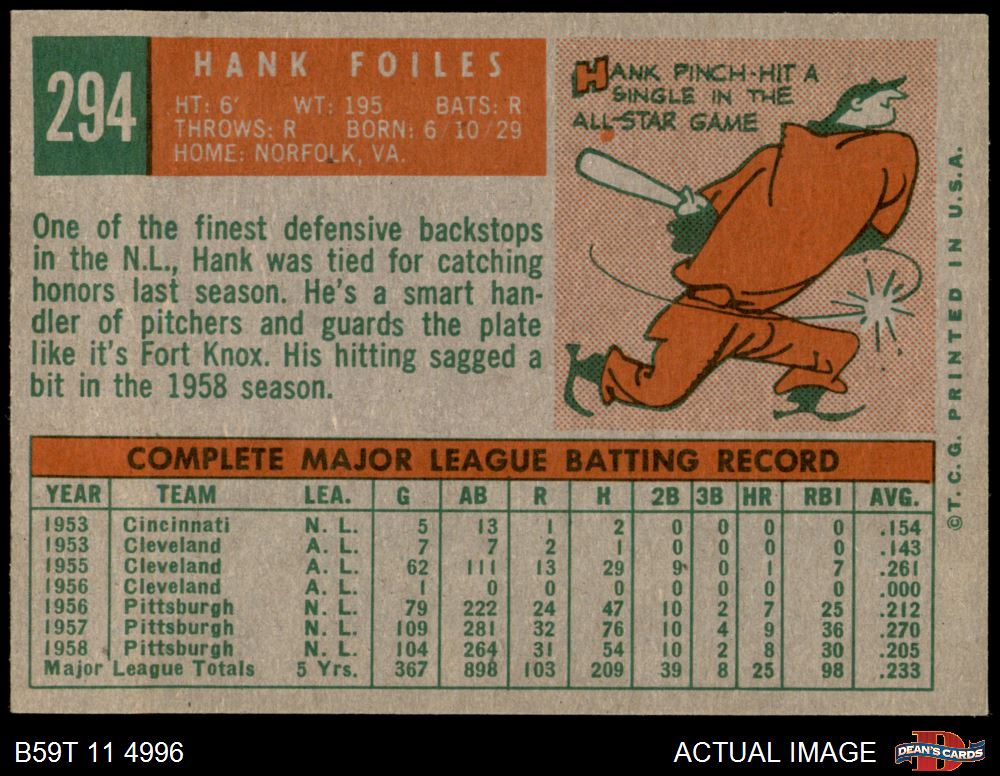 294
HANK FOILES
HT: 6' WT: 195 BATS: R
THROWS: R BORN: 6/10/29
HOME: NORFOLK, VA.
HANK PINCH-HIT A
SINGLE IN THE
ALL-STAR GAME
One of the finest defensive backstops
in the N.L., Hank was tied for catching
honors last season. He's a smart han-
dler of pitchers and guards the plate
like it's Fort Knox. His hitting sagged a
bit in the 1958 season.
COMPLETE MAJOR LEAGUE BATTING RECORD
YEAR TEAM LEA. G AB R H 2B 3B HR RBI AVG.
1953 Cincinnati N. L. 5 13 1 2 0 0 0 0 .154
1953 Cleveland A. L. 7 7 2 1 0 0 0 0 .143
1955 Cleveland A. L. 62 111 13 29 9 0 1 7 .261
1956 Cleveland A. L. 1 0 0 0 0 0 0 0 .000
1956 Pittsburgh N. L. 79 222 24 47 10 2 7 25 .212
1957 Pittsburgh N. L. 109 281 32 76 10 4 9 36 .270
1958 Pittsburgh N. L. 104 264 31 54 10 2 8 30 .205
Major League Totals 5 Yrs. 367 898 103 209 39 8 25 98 .233
©T.C.G. PRINTED IN U.S.A.
B59T 11 4996
ACTUAL IMAGE
D
DEAN'S CARDS